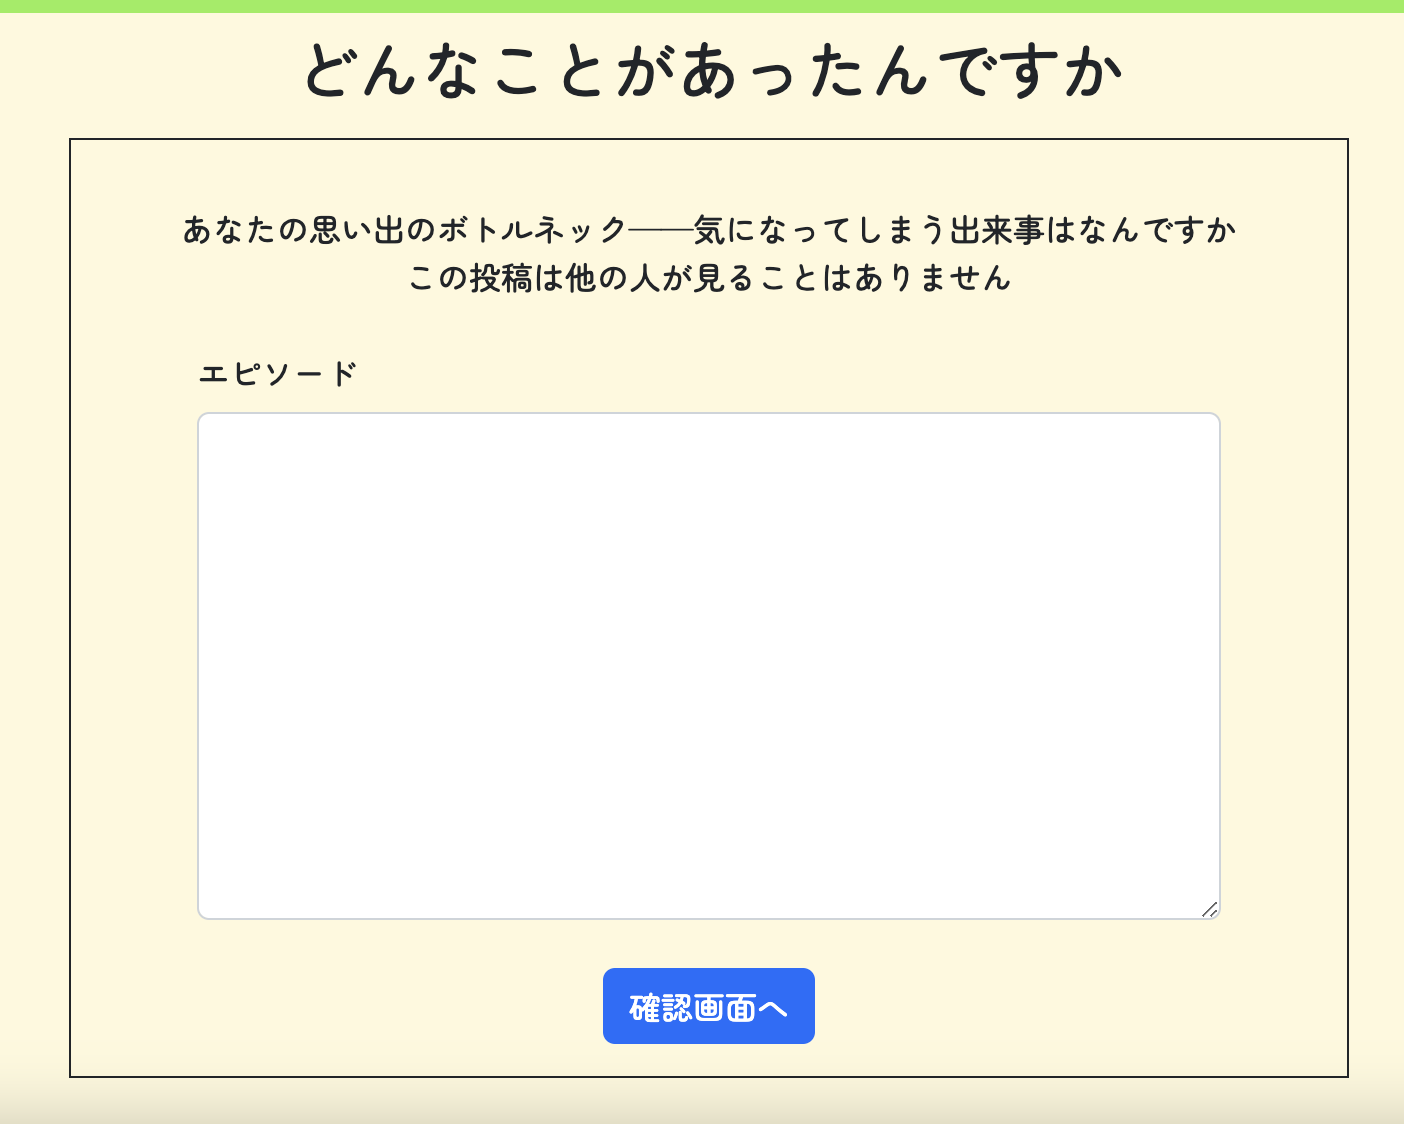 どんなことがあったんですか
あなたの思い出のボトルネック――気になってしまう出来事はなんですか
この投稿は他の人が見ることはありません
エピソード
確認画面へ